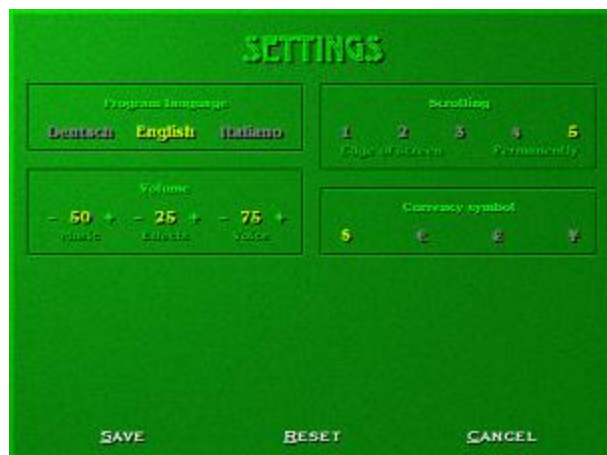 SETTINGS
Program language
Deutsch English Italiano
Scrolling
1 2 3 4 5
Edge of screen Permanently
Volume
- 50 + - 25 + - 75 +
Music Effects Voice
Currency symbol
$ € £ ¥
SAVE RESET CANCEL